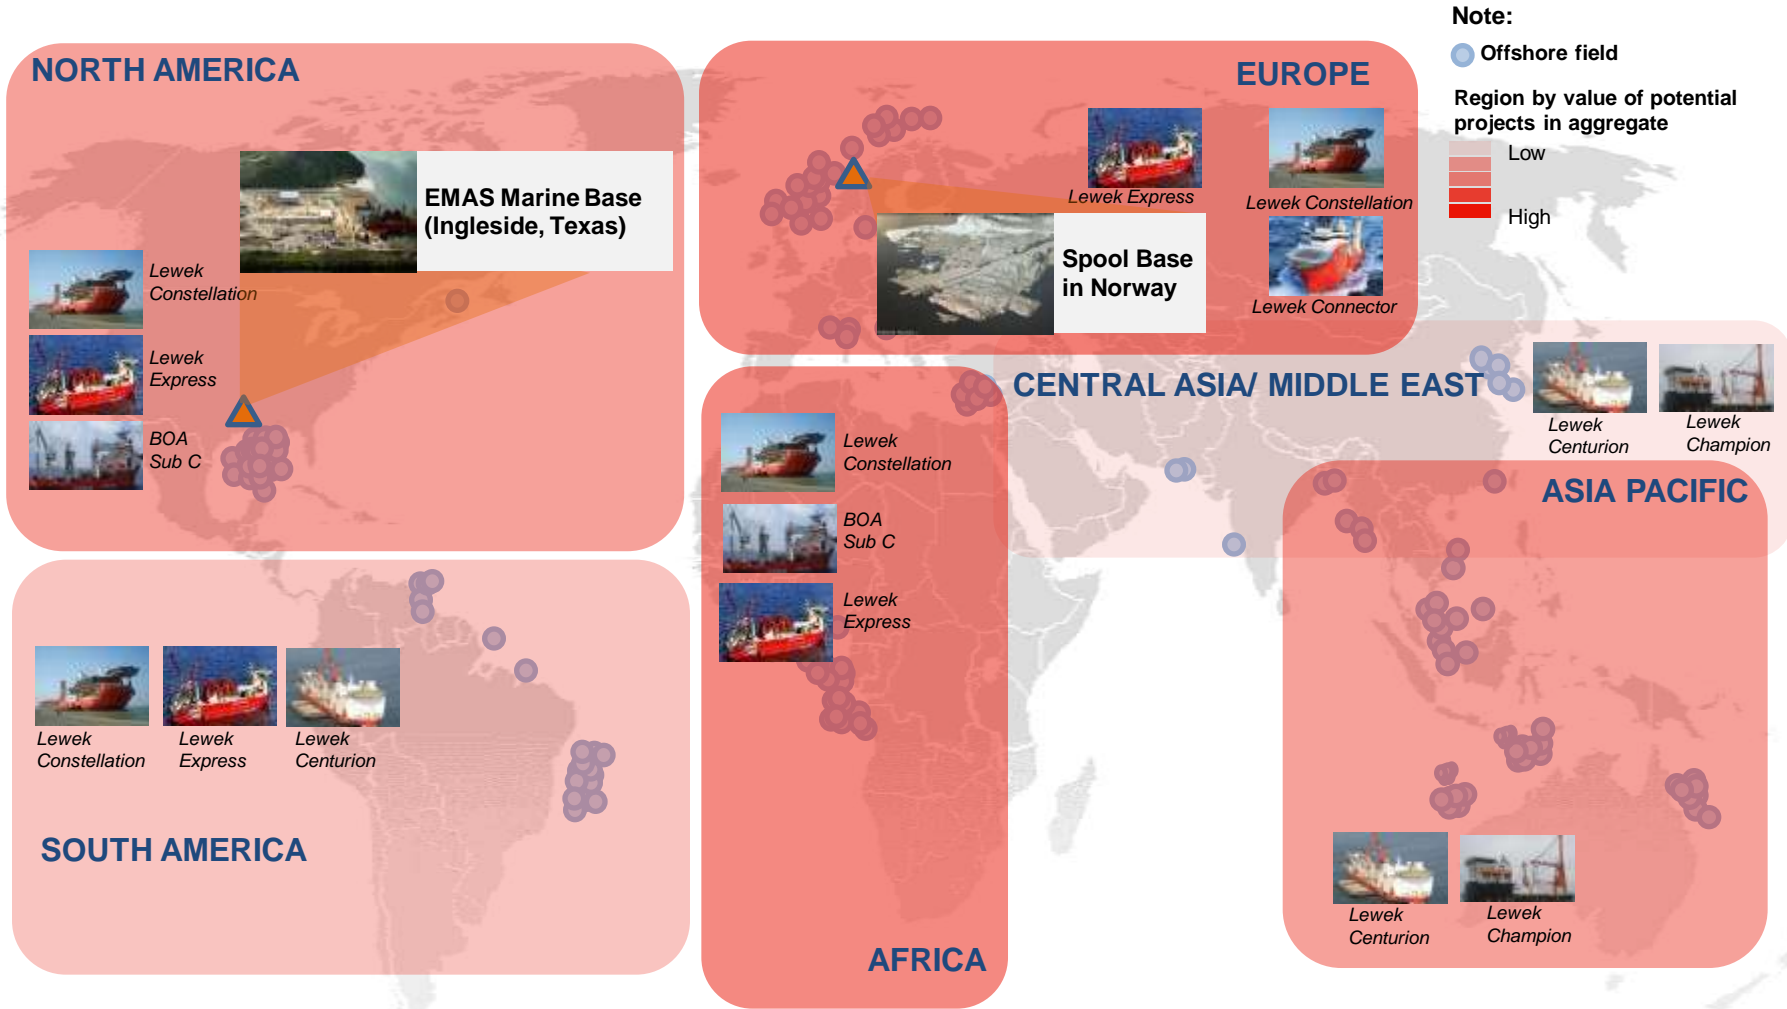 Note:
Offshore field
Region by value of potential
projects in aggregate
Low
High
NORTH AMERICA
EMAS Marine Base
(Ingleside, Texas)
Lewek
Constellation
Lewek
Express
BOA
Sub C
EUROPE
Lewek Express
Lewek Constellation
Spool Base
in Norway
Lewek Connector
CENTRAL ASIA/ MIDDLE EAST
Lewek
Centurion
Lewek
Champion
AFRICA
Lewek
Constellation
BOA
Sub C
Lewek
Express
ASIA PACIFIC
Lewek
Centurion
Lewek
Champion
SOUTH AMERICA
Lewek
Constellation
Lewek
Express
Lewek
Centurion